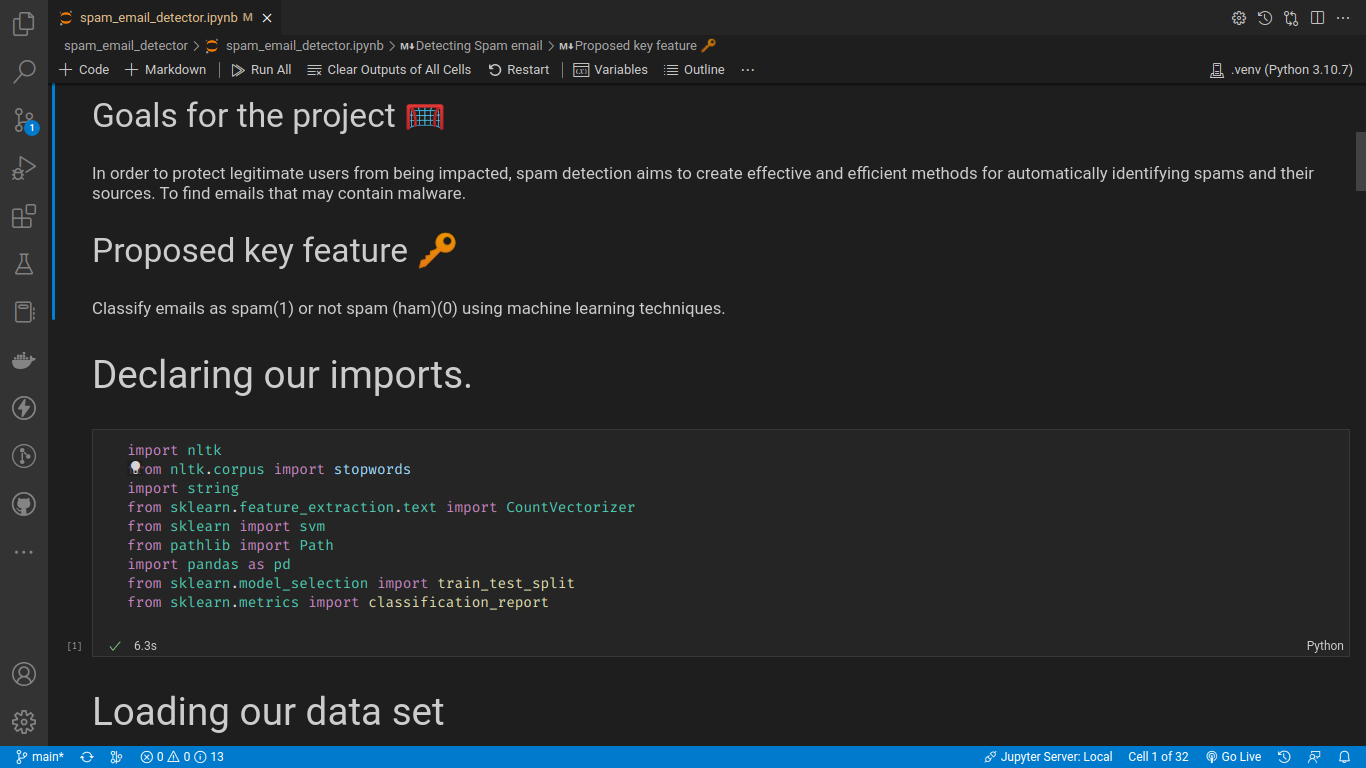 spam_email_detector.ipynb M
spam_email_detector > spam_email_detector.ipynb > M↓Detecting Spam email > M↓Proposed key feature 🔑
+ Code + Markdown | Run All Clear Outputs of All Cells Restart | Variables Outline ···
.venv (Python 3.10.7)
1
Goals for the project 🥅
In order to protect legitimate users from being impacted, spam detection aims to create effective and efficient methods for automatically identifying spams and their
sources. To find emails that may contain malware.
Proposed key feature 🔑
Classify emails as spam(1) or not spam (ham)(0) using machine learning techniques.
Declaring our imports.
import nltk
from nltk.corpus import stopwords
import string
from sklearn.feature_extraction.text import CountVectorizer
from sklearn import svm
from pathlib import Path
import pandas as pd
from sklearn.model_selection import train_test_split
from sklearn.metrics import classification_report
[1] ✓ 6.3s
Python
Loading our data set
main* 0 0 13
Jupyter Server: Local Cell 1 of 32 Go Live